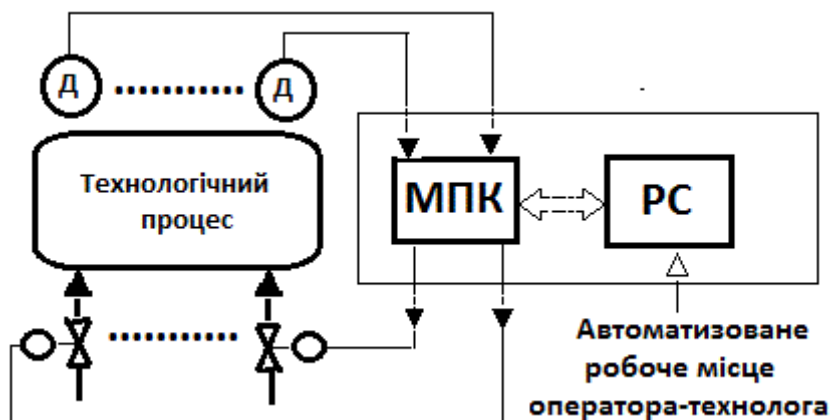 Д
Д
Технологічний
процес
МПК
РС
Автоматизоване
робоче місце
оператора-технолога